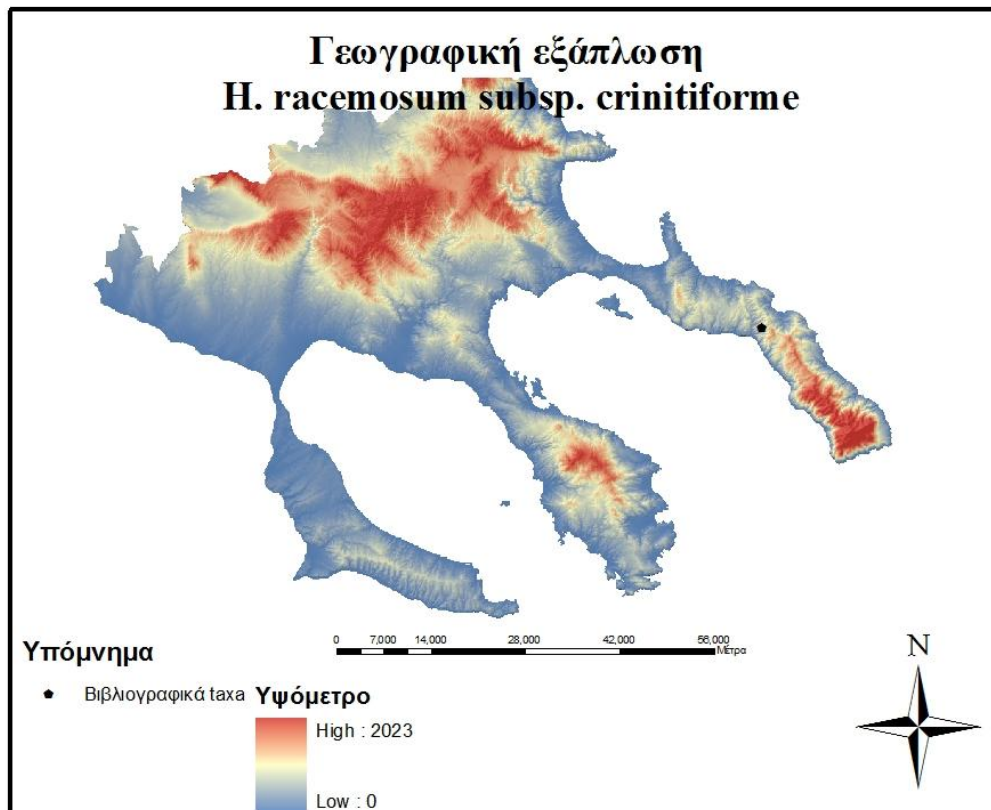 Γεωγραφική εξάπλωση
H. racemosum subsp. crinitiforme
0 7,000 14,000 28,000 42,000 56,000
Μέτρα
Υπόμνημα
Βιβλιογραφικά taxa
Υψόμετρο
High : 2023
Low : 0
N